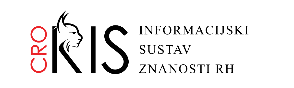 CRO
KIS
INFORMACIJSKI
SUSTAV
ZNANOSTI RH